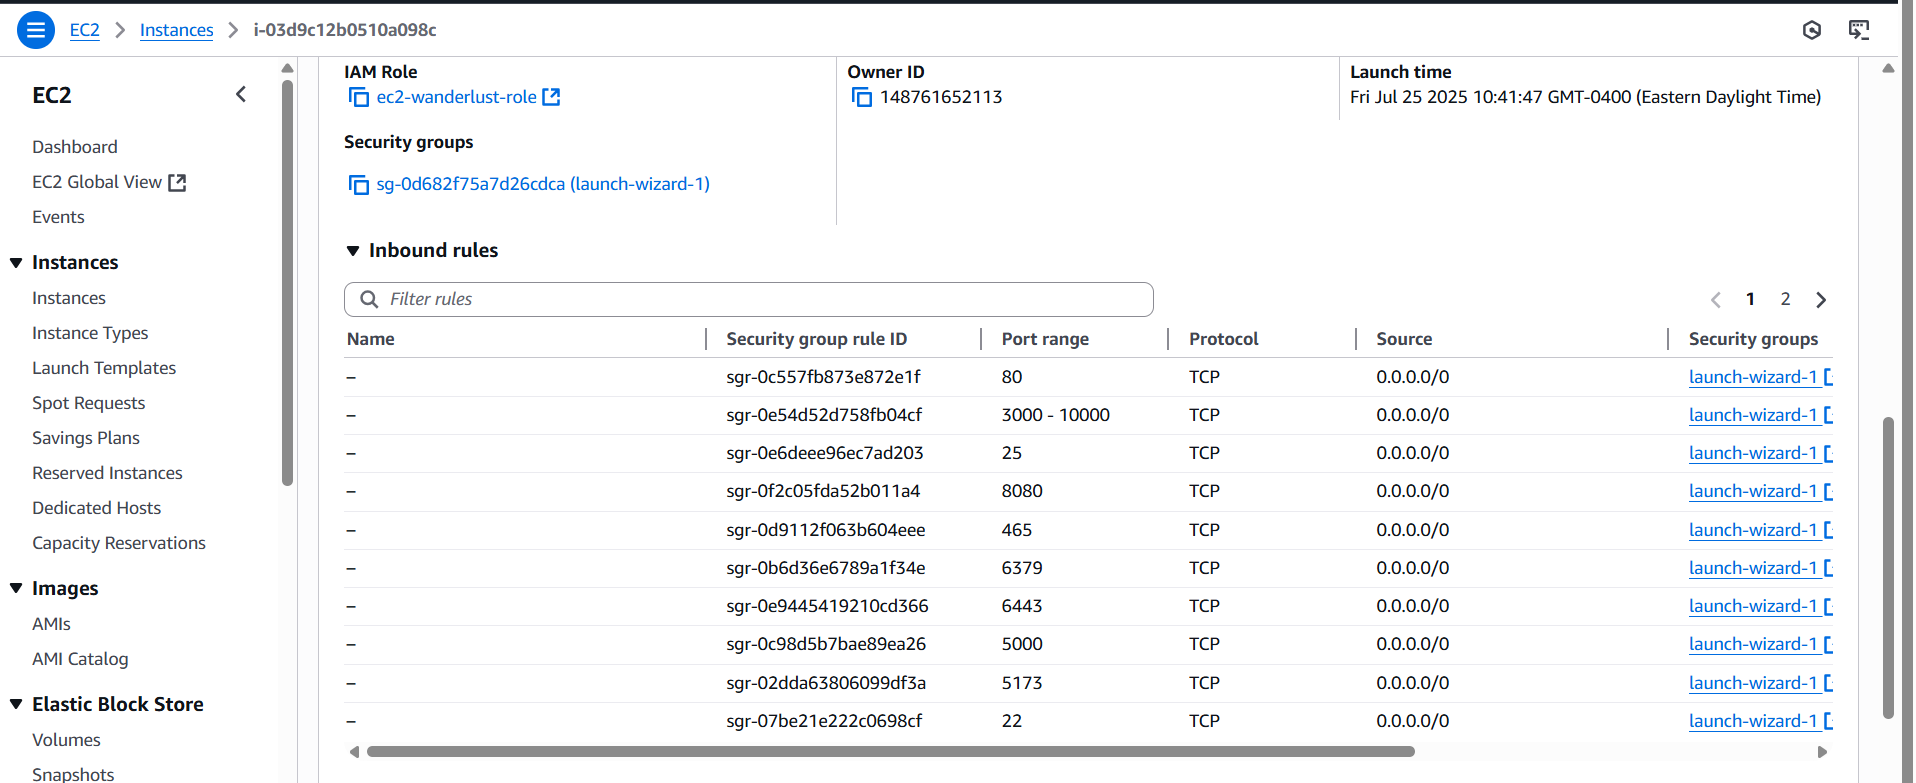 EC2 > Instances > i-03d9c12b0510a098c
EC2
Dashboard
EC2 Global View
Events
Instances
Instances
Instance Types
Launch Templates
Spot Requests
Savings Plans
Reserved Instances
Dedicated Hosts
Capacity Reservations
Images
AMIs
AMI Catalog
Elastic Block Store
Volumes
Snapshots
IAM Role
ec2-wanderlust-role
Owner ID
148761652113
Launch time
Fri Jul 25 2025 10:41:47 GMT-0400 (Eastern Daylight Time)
Security groups
sg-0d682f75a7d26cdca (launch-wizard-1)
Inbound rules
Filter rules
1 2
Name Security group rule ID Port range Protocol Source Security groups
– sgr-0c557fb873e872e1f 80 TCP 0.0.0.0/0 launch-wizard-1
– sgr-0e54d52d758fb04cf 3000 - 10000 TCP 0.0.0.0/0 launch-wizard-1
– sgr-0e6deee96ec7ad203 25 TCP 0.0.0.0/0 launch-wizard-1
– sgr-0f2c05fda52b011a4 8080 TCP 0.0.0.0/0 launch-wizard-1
– sgr-0d9112f063b604eee 465 TCP 0.0.0.0/0 launch-wizard-1
– sgr-0b6d36e6789a1f34e 6379 TCP 0.0.0.0/0 launch-wizard-1
– sgr-0e9445419210cd366 6443 TCP 0.0.0.0/0 launch-wizard-1
– sgr-0c98d5b7bae89ea26 5000 TCP 0.0.0.0/0 launch-wizard-1
– sgr-02dda63806099df3a 5173 TCP 0.0.0.0/0 launch-wizard-1
– sgr-07be21e222c0698cf 22 TCP 0.0.0.0/0 launch-wizard-1